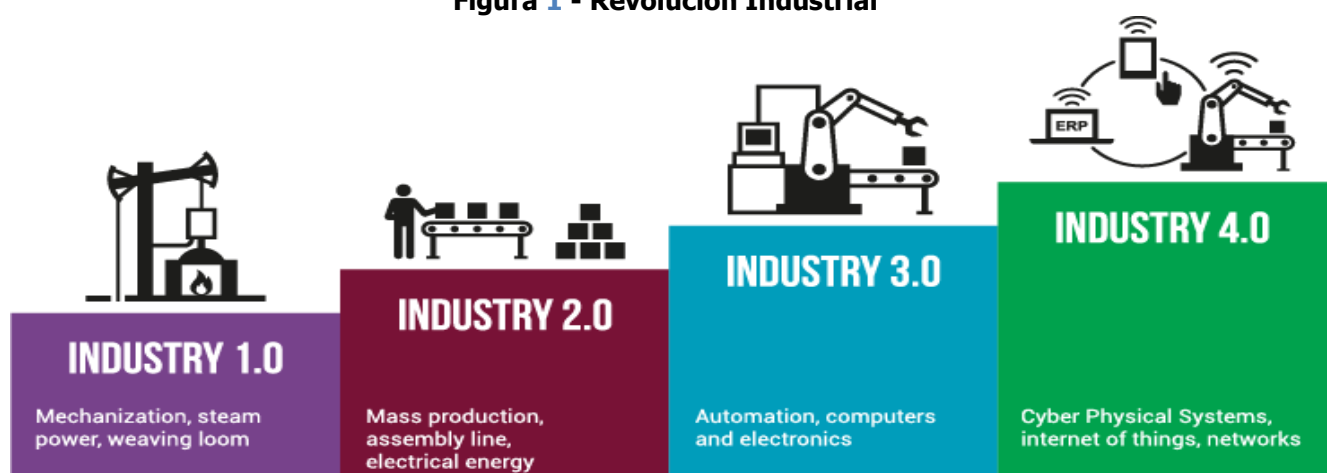 Figura 1 - Revolución Industrial
ERP
INDUSTRY 1.0
Mechanization, steam
power, weaving loom
INDUSTRY 2.0
Mass production,
assembly line,
electrical energy
INDUSTRY 3.0
Automation, computers
and electronics
INDUSTRY 4.0
Cyber Physical Systems,
internet of things, networks